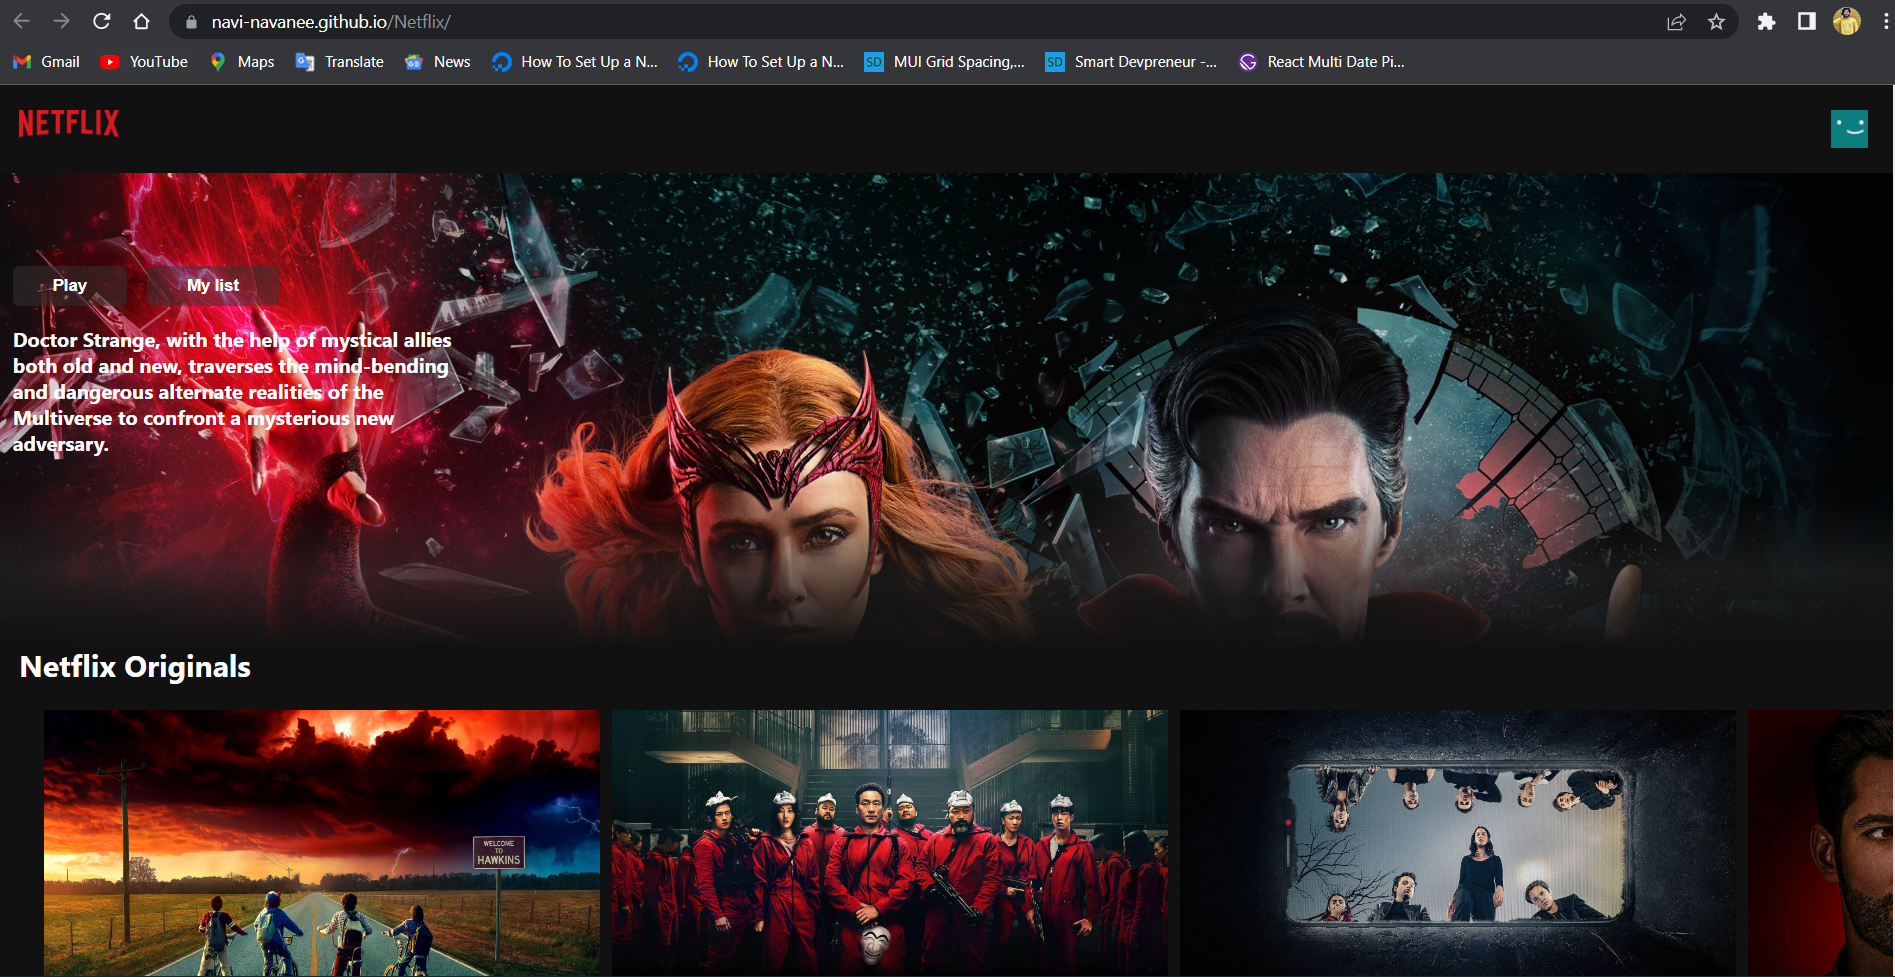 navi-navanee.github.io/Netflix/
Gmail YouTube Maps Translate News How To Set Up a N... How To Set Up a N... SD MUI Grid Spacing,... SD Smart Devpreneur -... React Multi Date Pi...
NETFLIX
Play My list
Doctor Strange, with the help of mystical allies
both old and new, traverses the mind-bending
and dangerous alternate realities of the
Multiverse to confront a mysterious new
adversary.
Netflix Originals
WELCOME
TO
HAWKINS